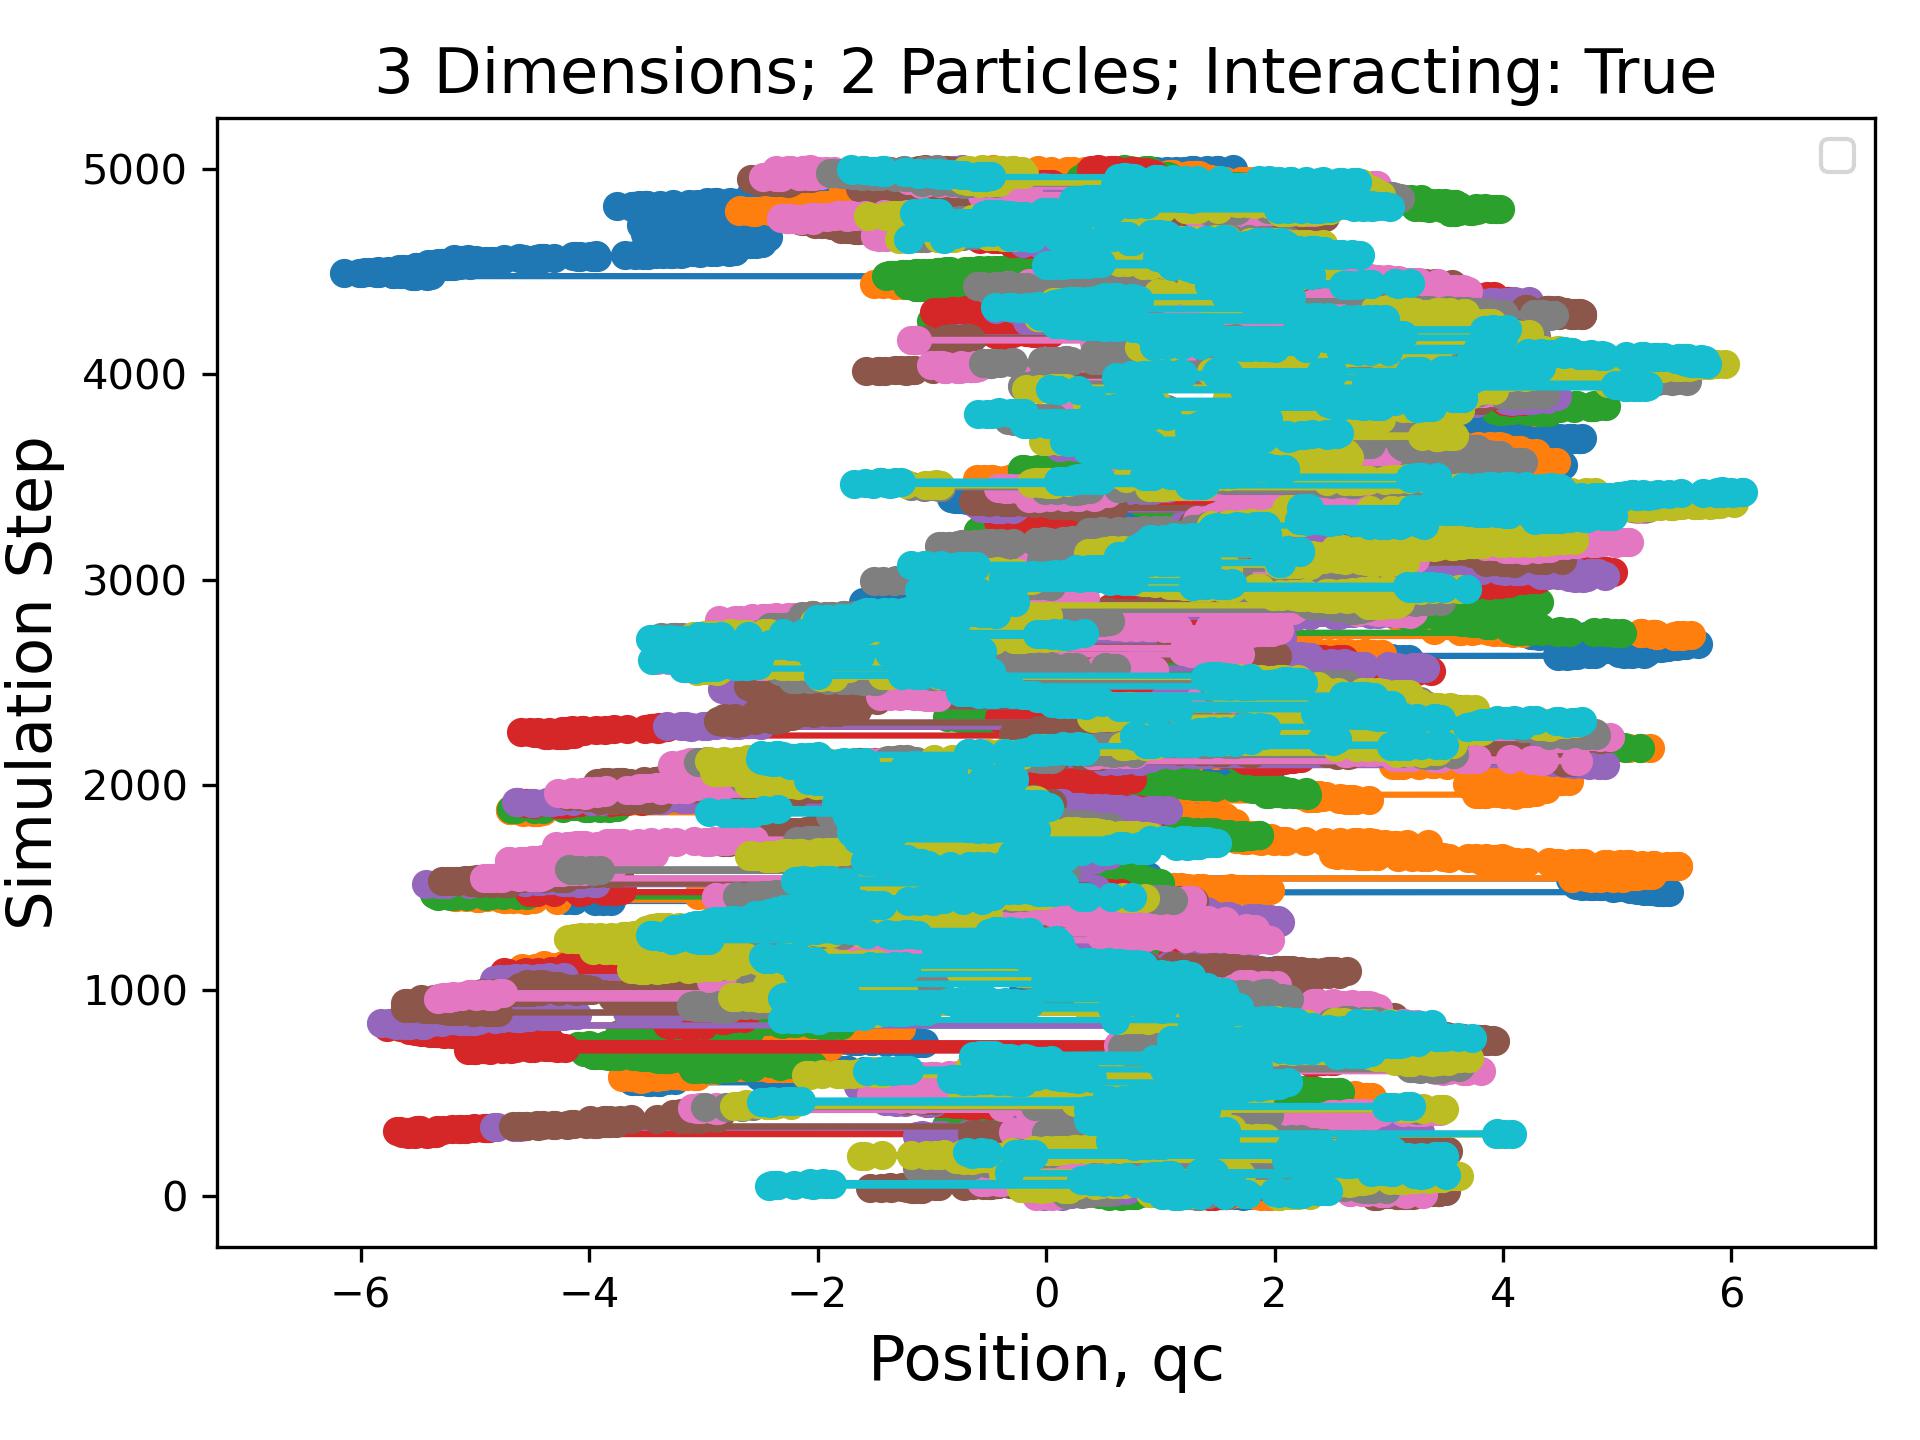 3 Dimensions; 2 Particles; Interacting: True
5000
4000
3000
2000
1000
0
Simulation Step
−6 −4 −2 0 2 4 6
Position, qc